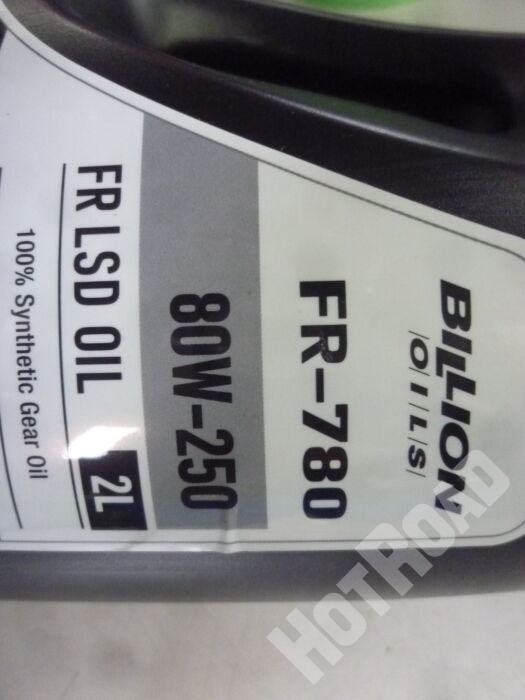 BILLION
OILS
FR-780
80W-250
FR LSD OIL 2L
100% Synthetic Gear Oil
HOTROAD